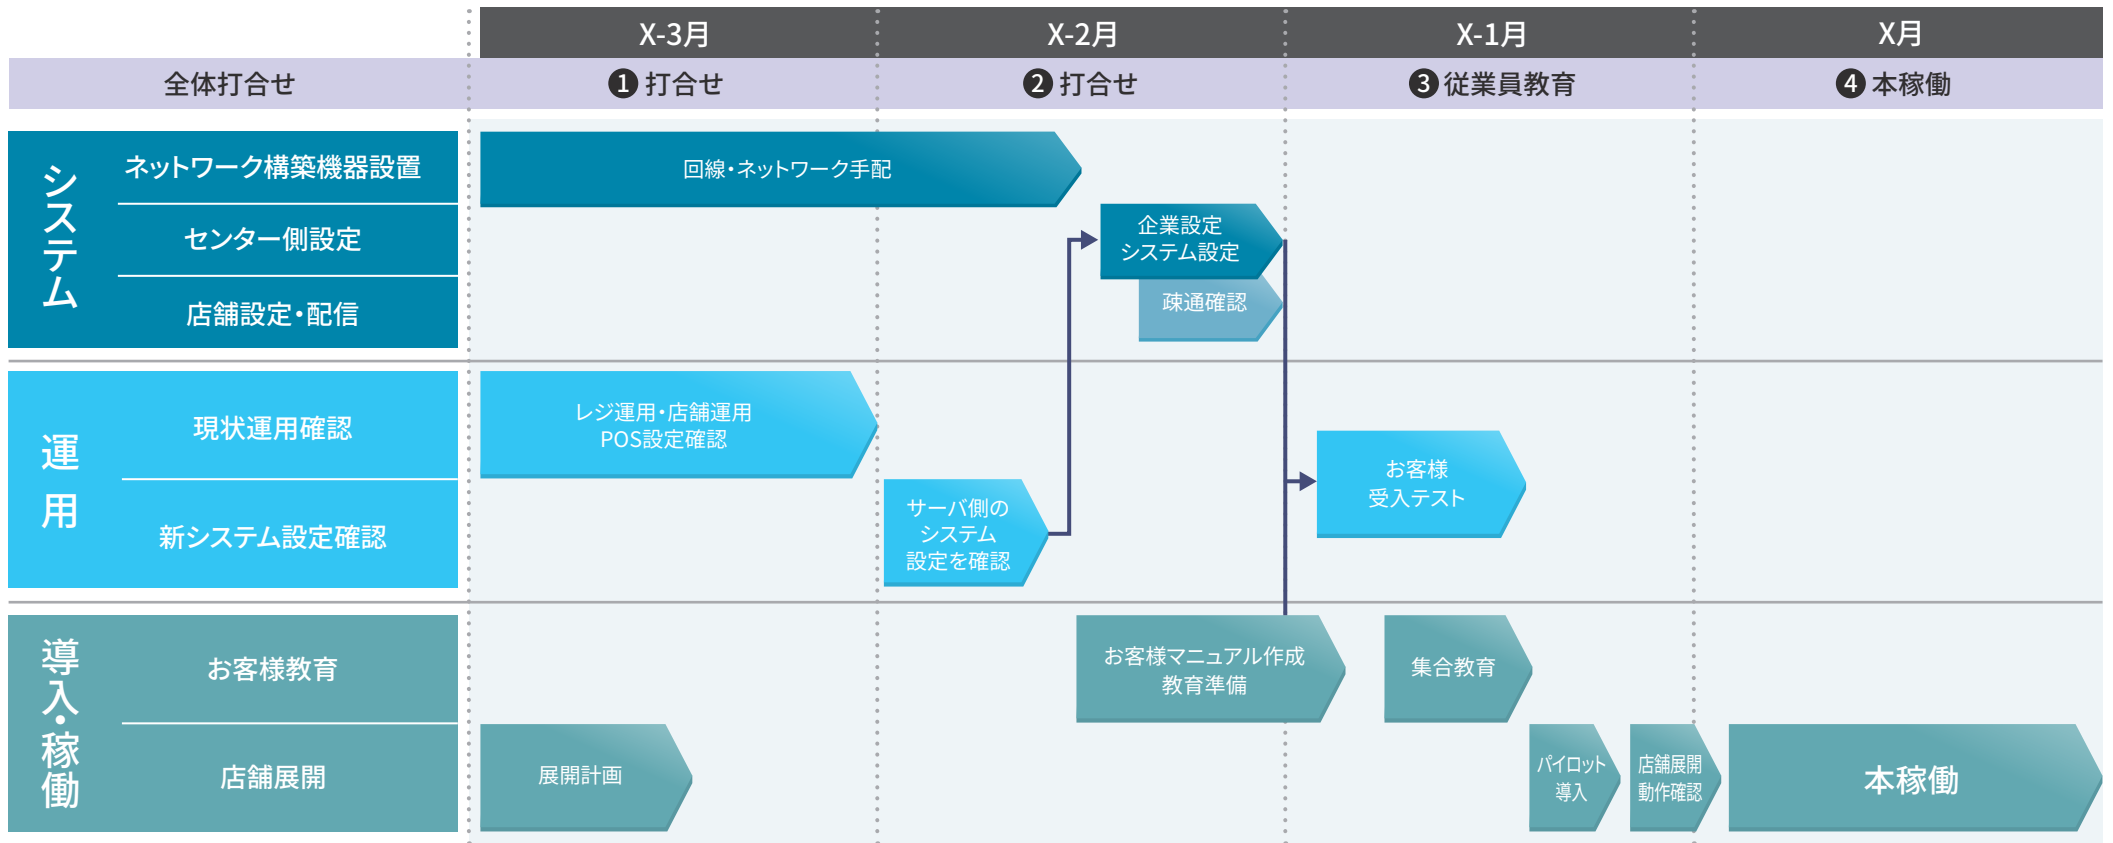 X-3月
X-2月
X-1月
X月
全体打合せ
❶打合せ
❷打合せ
❸従業員教育
❹本稼働
システム
ネットワーク構築機器設置
回線・ネットワーク手配
センター側設定
企業設定
システム設定
店舗設定・配信
疎通確認
運用
現状運用確認
レジ運用・店舗運用
POS設定確認
お客様
受入テスト
新システム設定確認
サーバ側の
システム
設定を確認
導入・稼働
お客様教育
お客様マニュアル作成
教育準備
集合教育
店舗展開
展開計画
パイロット
導入
店舗展開
動作確認
本稼働